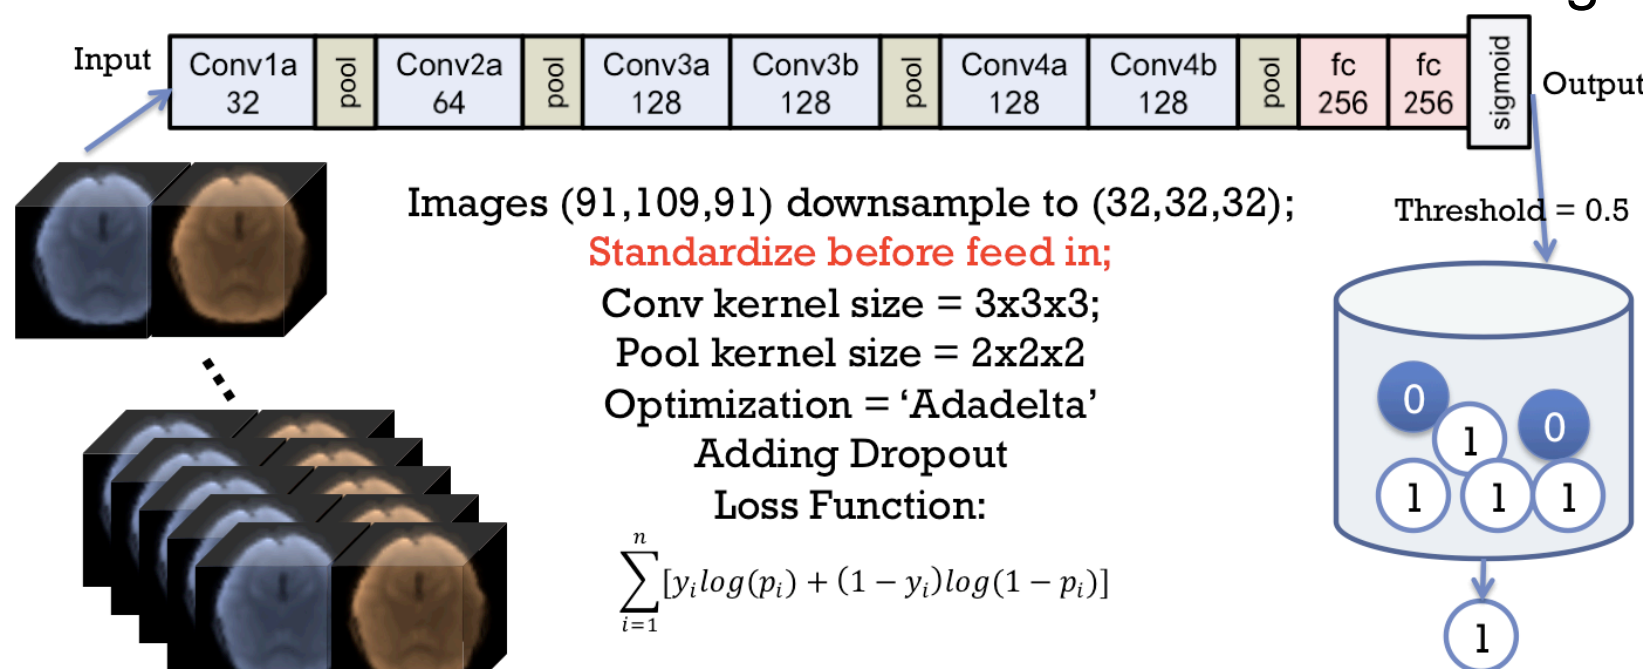 g
Input
Conv1a
32
pool
Conv2a
64
pool
Conv3a
128
Conv3b
128
pool
Conv4a
128
Conv4b
128
pool
fc
256
fc
256
sigmoid
Output
Images (91,109,91) downsample to (32,32,32);
Standardize before feed in;
Conv kernel size = 3x3x3;
Pool kernel size = 2x2x2
Optimization = ‘Adadelta’
Adding Dropout
Loss Function:
n
∑[yᵢlog(pᵢ) + (1 − yᵢ)log(1 − pᵢ)]
i=1
Threshold = 0.5
0
1
0
1
1
1
1